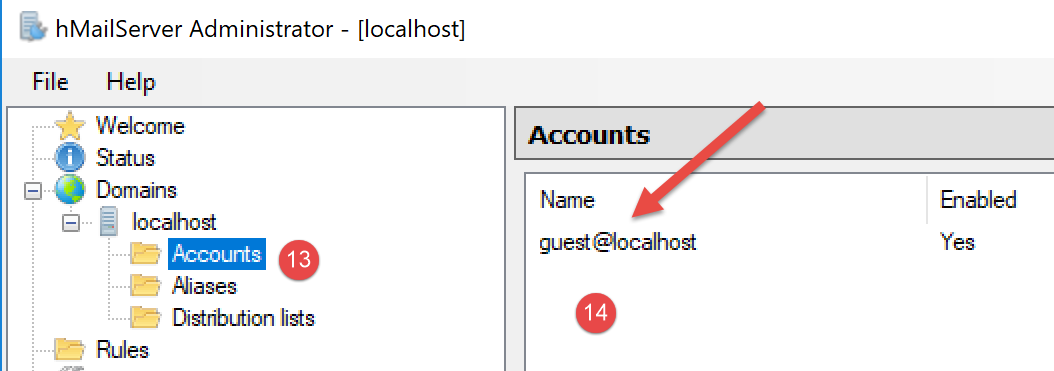 hMailServer Administrator - [localhost]
File Help
Welcome
Status
Domains
localhost
Accounts 13
Aliases
Distribution lists
Rules
Accounts
Name Enabled
guest@localhost Yes
14